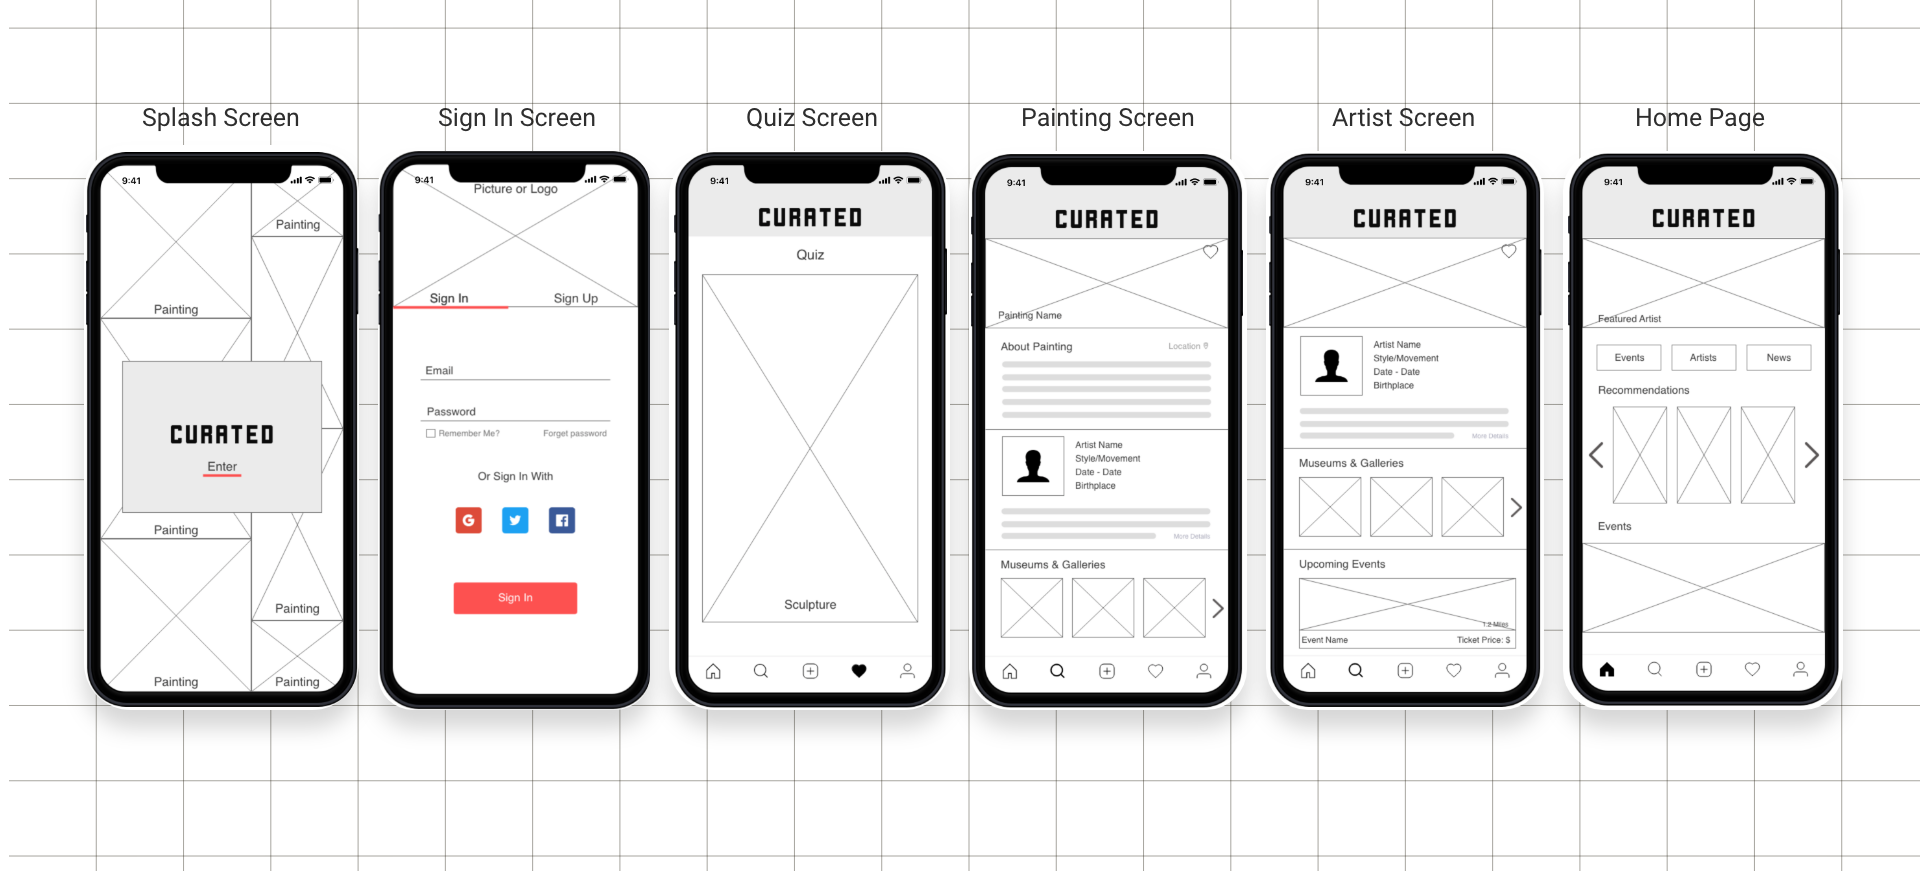 Splash Screen
9:41
Painting
Painting
CURATED
Enter
Painting
Painting
Painting
Painting
Sign In Screen
9:41
Picture or Logo
Sign In Sign Up
Email
Password
Remember Me? Forget password
Or Sign In With
G
f
Sign In
Quiz Screen
9:41
CURATED
Quiz
Sculpture
Painting Screen
9:41
CURATED
Painting Name
About Painting Location
Artist Name
Style/Movement
Date - Date
Birthplace
More Details
Museums & Galleries
Artist Screen
9:41
CURATED
Artist Name
Style/Movement
Date - Date
Birthplace
More Details
Museums & Galleries
Upcoming Events
1.2 Miles
Event Name Ticket Price: $
Home Page
9:41
CURATED
Featured Artist
Events Artists News
Recommendations
Events